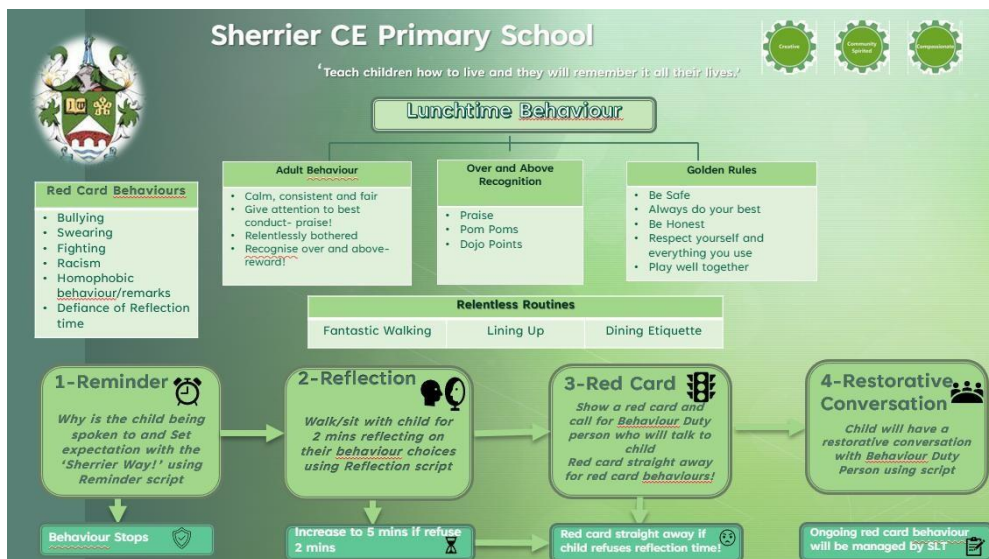 Sherrier CE Primary School
‘Teach children how to live and they will remember it all their lives.’
Creative
Community
Spirited
Compassionate
Lunchtime Behaviour
Red Card Behaviours
• Bullying
• Swearing
• Fighting
• Racism
• Homophobic
behaviour/remarks
• Defiance of Reflection
time
Adult Behaviour
• Calm, consistent and fair
• Give attention to best
conduct- praise!
• Relentlessly bothered
• Recognise over and above-
reward!
Over and Above
Recognition
• Praise
• Pom Poms
• Dojo Points
Golden Rules
• Be Safe
• Always do your best
• Be Honest
• Respect yourself and
everything you use
• Play well together
Relentless Routines
Fantastic Walking
Lining Up
Dining Etiquette
1-Reminder
Why is the child being
spoken to and Set
expectation with the
‘Sherrier Way!’ using
Reminder script
2-Reflection
Walk/sit with child for
2 mins reflecting on
their behaviour choices
using Reflection script
3-Red Card
Show a red card and
call for Behaviour Duty
person who will talk to
child
Red card straight away
for red card behaviours!
4-Restorative
Conversation
Child will have a
restorative conversation
with Behaviour Duty
Person using script
Behaviour Stops
Increase to 5 mins if refuse
2 mins
Red card straight away if
child refuses reflection time!
Ongoing red card behaviour
will be managed by SLT